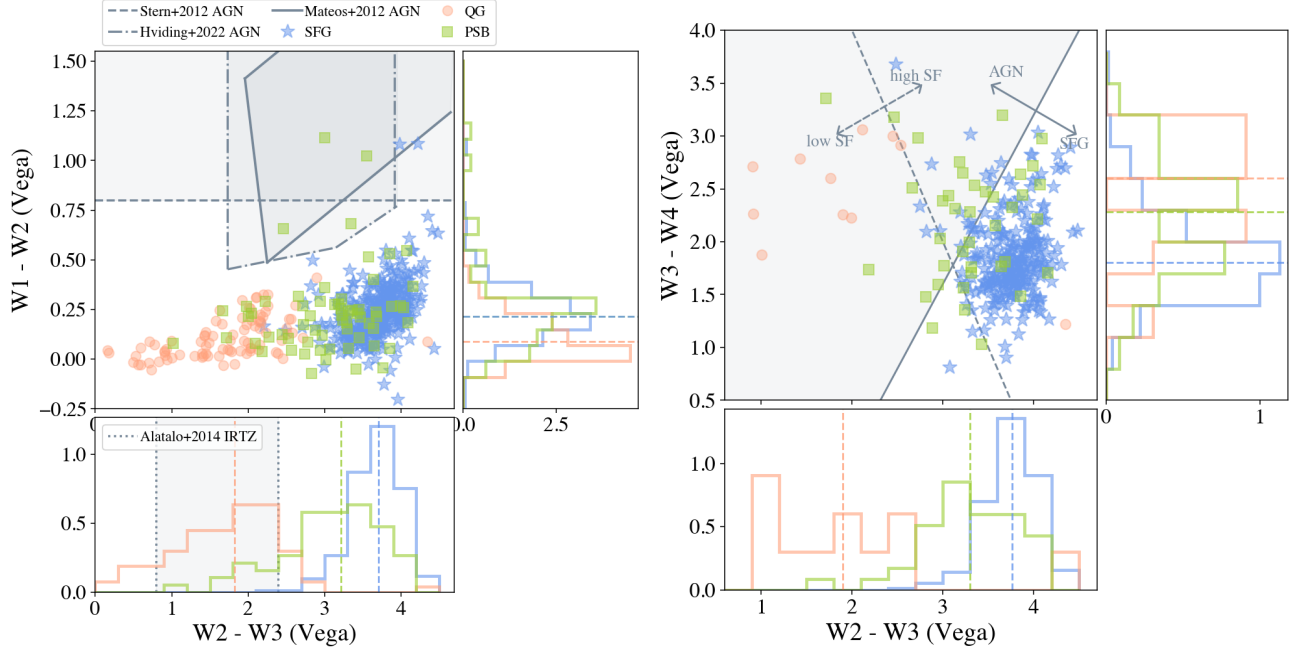 Stern+2012 AGN
Mateos+2012 AGN
QG
Hviding+2022 AGN
SFG
PSB
W1 - W2 (Vega)
1.50
1.25
1.00
0.75
0.50
0.25
0.00
−0.25
0.0
2.5
Alatalo+2014 IRTZ
1.0
0.5
0.0
0
1
2
3
4
W2 - W3 (Vega)
W3 - W4 (Vega)
4.0
3.5
3.0
2.5
2.0
1.5
1.0
0.5
high SF
AGN
low SF
SFG
0
1
1.0
0.5
0.0
1
2
3
4
W2 - W3 (Vega)